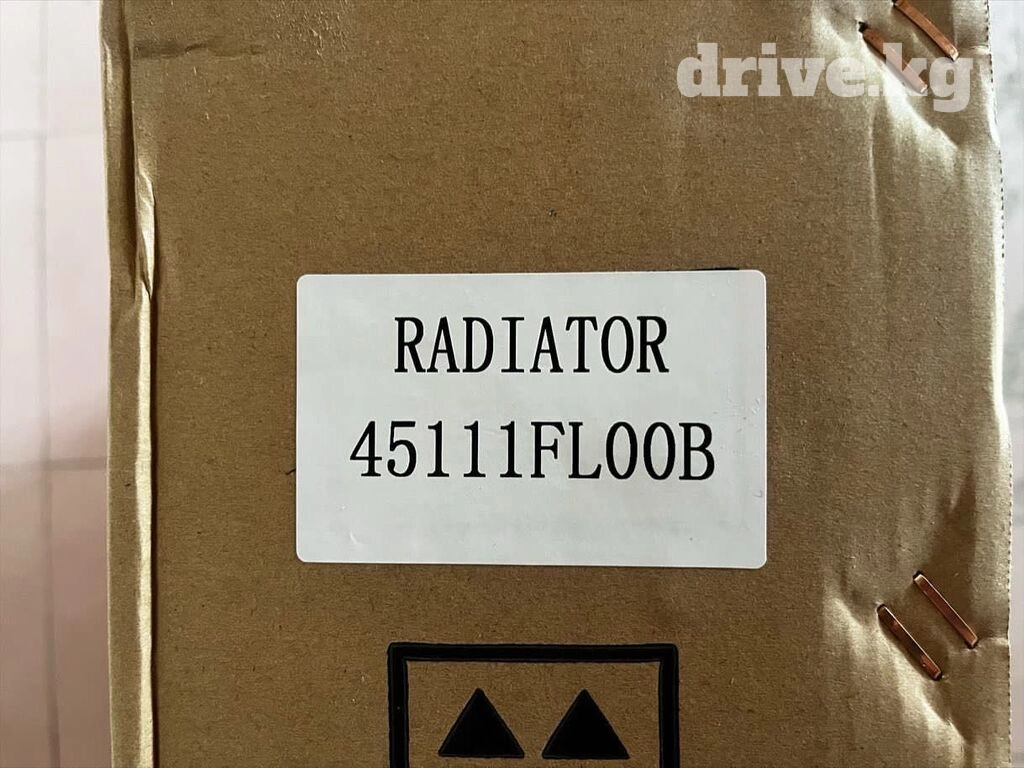 drive.kg
RADIATOR
45111FL00B